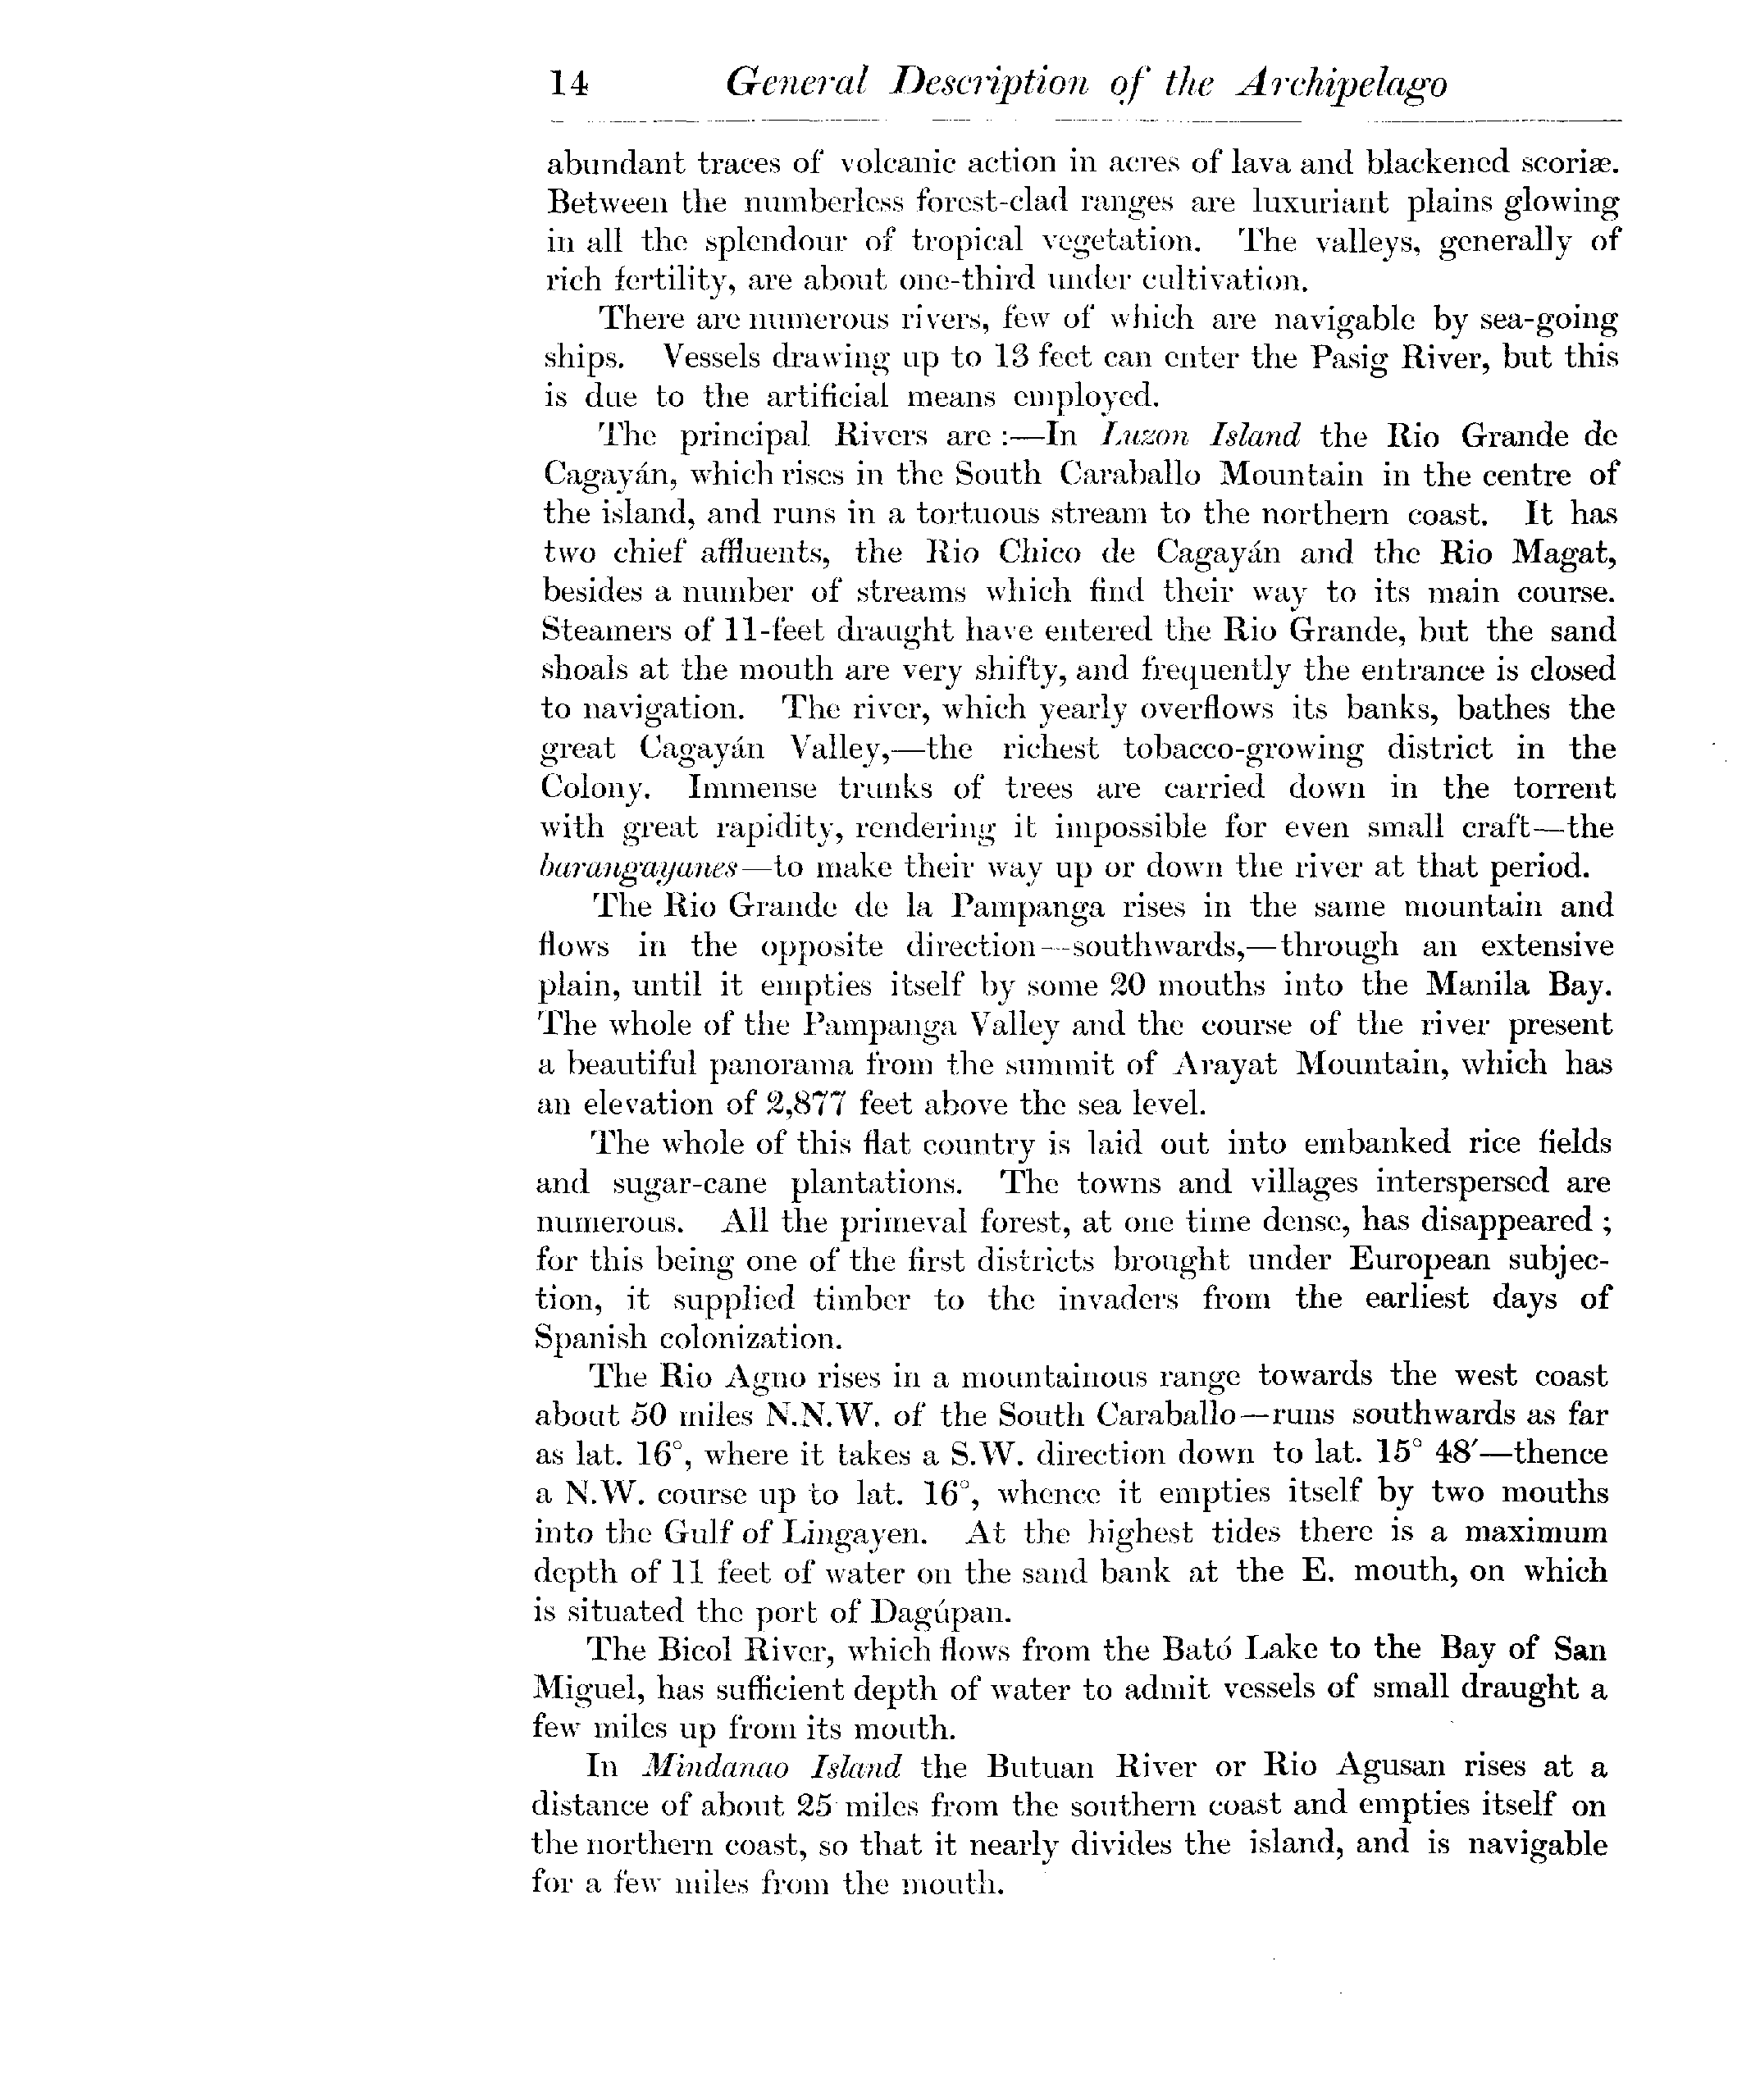 14 General Description of the Archipelago
abundant traces of volcanic action in acres of lava and blackened scoriæ.
Between the numberless forest-clad ranges are luxuriant plains glowing
in all the splendour of tropical vegetation. The valleys, generally of
rich fertility, are about one-third under cultivation.
There are numerous rivers, few of which are navigable by sea-going
ships. Vessels drawing up to 13 feet can enter the Pasig River, but this
is due to the artificial means employed.
The principal Rivers are :—In Luzon Island the Rio Grande de
Cagayán, which rises in the South Caraballo Mountain in the centre of
the island, and runs in a tortuous stream to the northern coast. It has
two chief affluents, the Rio Chico de Cagayán and the Rio Magat,
besides a number of streams which find their way to its main course.
Steamers of 11-feet draught have entered the Rio Grande, but the sand
shoals at the mouth are very shifty, and frequently the entrance is closed
to navigation. The river, which yearly overflows its banks, bathes the
great Cagayán Valley,—the richest tobacco-growing district in the
Colony. Immense trunks of trees are carried down in the torrent
with great rapidity, rendering it impossible for even small craft—the
barangayanes—to make their way up or down the river at that period.
The Rio Grande de la Pampanga rises in the same mountain and
flows in the opposite direction—southwards,—through an extensive
plain, until it empties itself by some 20 mouths into the Manila Bay.
The whole of the Pampanga Valley and the course of the river present
a beautiful panorama from the summit of Arayat Mountain, which has
an elevation of 2,877 feet above the sea level.
The whole of this flat country is laid out into embanked rice fields
and sugar-cane plantations. The towns and villages interspersed are
numerous. All the primeval forest, at one time dense, has disappeared ;
for this being one of the first districts brought under European subjec-
tion, it supplied timber to the invaders from the earliest days of
Spanish colonization.
The Rio Agno rises in a mountainous range towards the west coast
about 50 miles N.N.W. of the South Caraballo—runs southwards as far
as lat. 16°, where it takes a S.W. direction down to lat. 15° 48′—thence
a N.W. course up to lat. 16°, whence it empties itself by two mouths
into the Gulf of Lingayen. At the highest tides there is a maximum
depth of 11 feet of water on the sand bank at the E. mouth, on which
is situated the port of Dagúpan.
The Bicol River, which flows from the Bató Lake to the Bay of San
Miguel, has sufficient depth of water to admit vessels of small draught a
few miles up from its mouth.
In Mindanao Island the Butuan River or Rio Agusan rises at a
distance of about 25 miles from the southern coast and empties itself on
the northern coast, so that it nearly divides the island, and is navigable
for a few miles from the mouth.